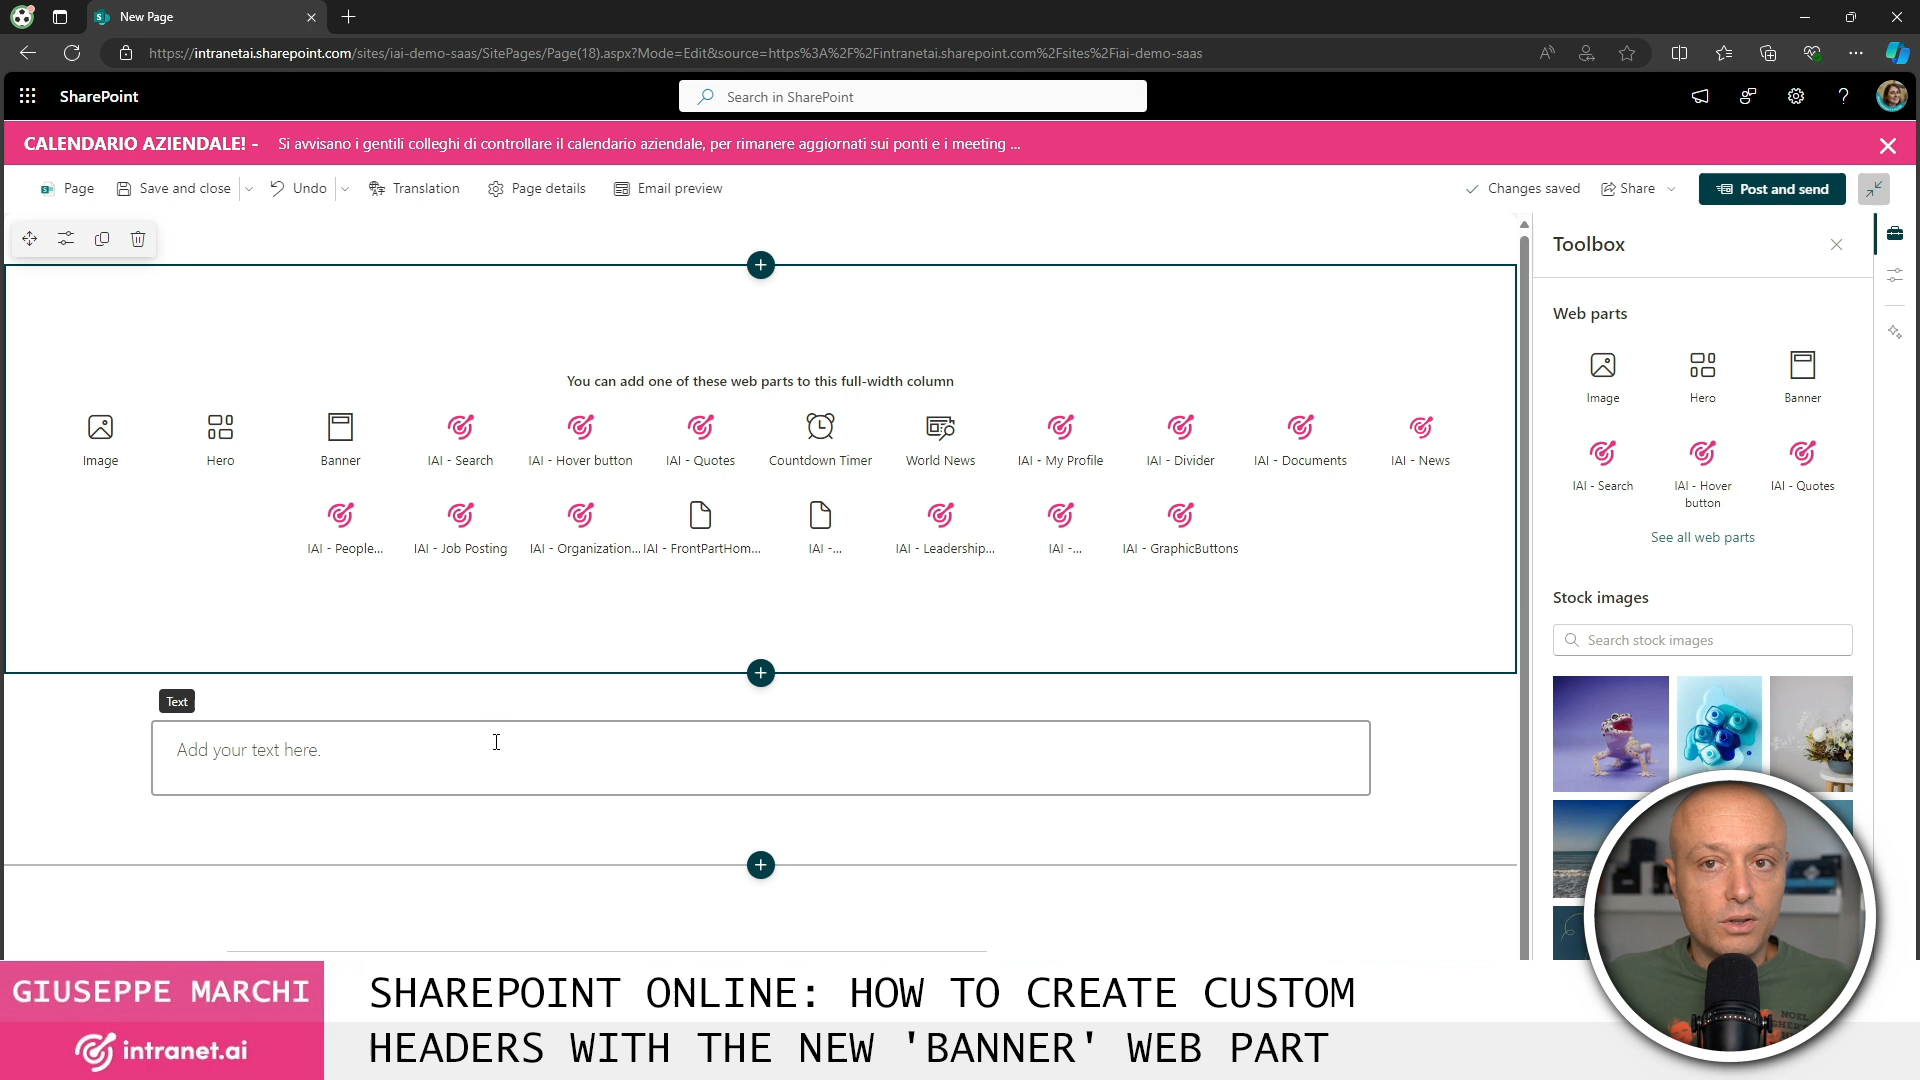 New Page
https://intranetai.sharepoint.com/sites/iai-demo-saas/SitePages/Page(18).aspx?Mode=Edit&source=https%3A%2F%2Fintranetai.sharepoint.com%2Fsites%2Fiai-demo-saas
SharePoint
Search in SharePoint
CALENDARIO AZIENDALE! - Si avvisano i gentili colleghi di controllare il calendario aziendale, per rimanere aggiornati sui ponti e i meeting ...
Page Save and close Undo Translation Page details Email preview Changes saved Share Post and send
You can add one of these web parts to this full-width column
Image Hero Banner IAI - Search IAI - Hover button IAI - Quotes Countdown Timer World News IAI - My Profile IAI - Divider IAI - Documents IAI - News
IAI - People... IAI - Job Posting IAI - Organization... IAI - FrontPartHom... IAI -... IAI - Leadership... IAI -... IAI - GraphicButtons
Text
Add your text here.
Toolbox
Web parts
Image Hero Banner
IAI - Search IAI - Hover IAI - Quotes
button
See all web parts
Stock images
Search stock images
GIUSEPPE MARCHI
intranet.ai
SHAREPOINT ONLINE: HOW TO CREATE CUSTOM
HEADERS WITH THE NEW 'BANNER' WEB PART